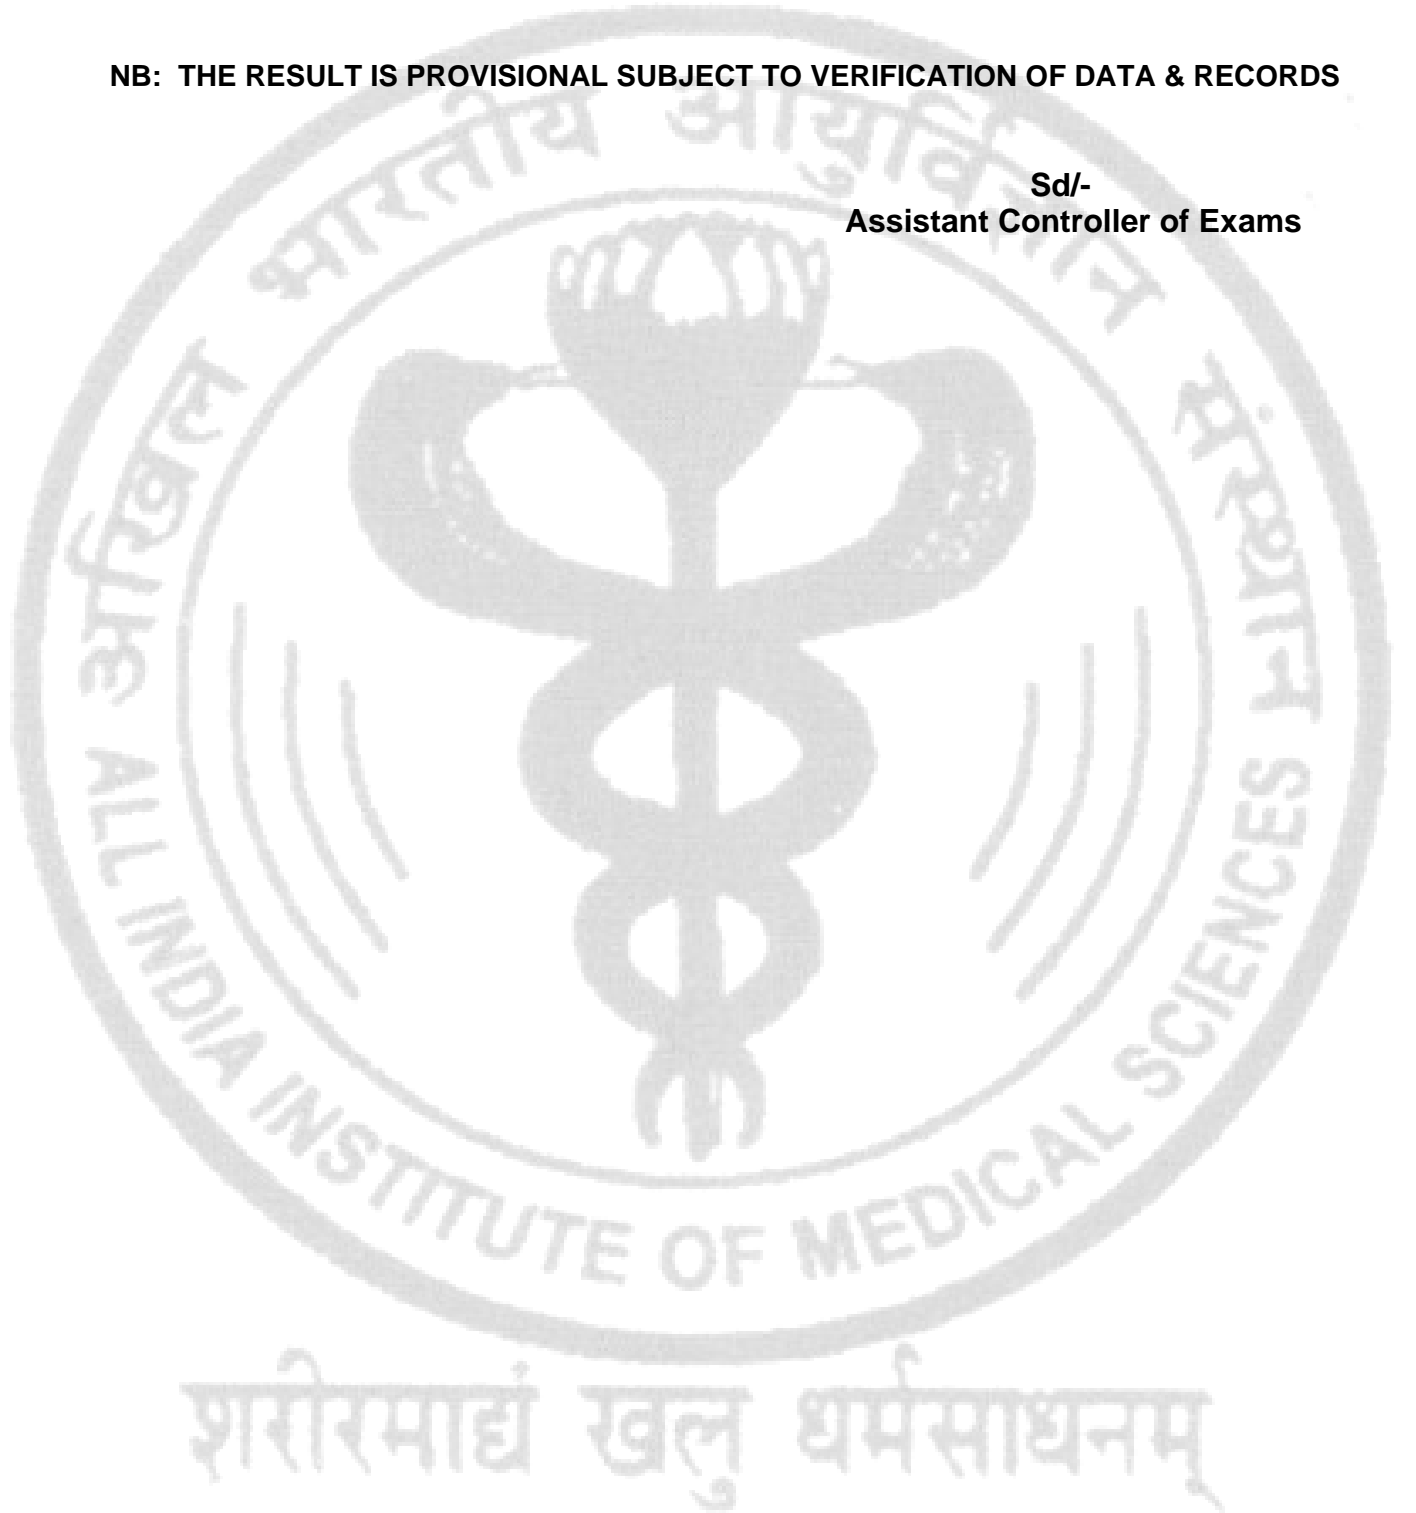 NB: THE RESULT IS PROVISIONAL SUBJECT TO VERIFICATION OF DATA & RECORDS
Sd/-
Assistant Controller of Exams
अखिल भारतीय आयुर्विज्ञान संस्थान
ALL INDIA INSTITUTE OF MEDICAL SCIENCES
शरीरमाद्यं खलु धर्मसाधनम्